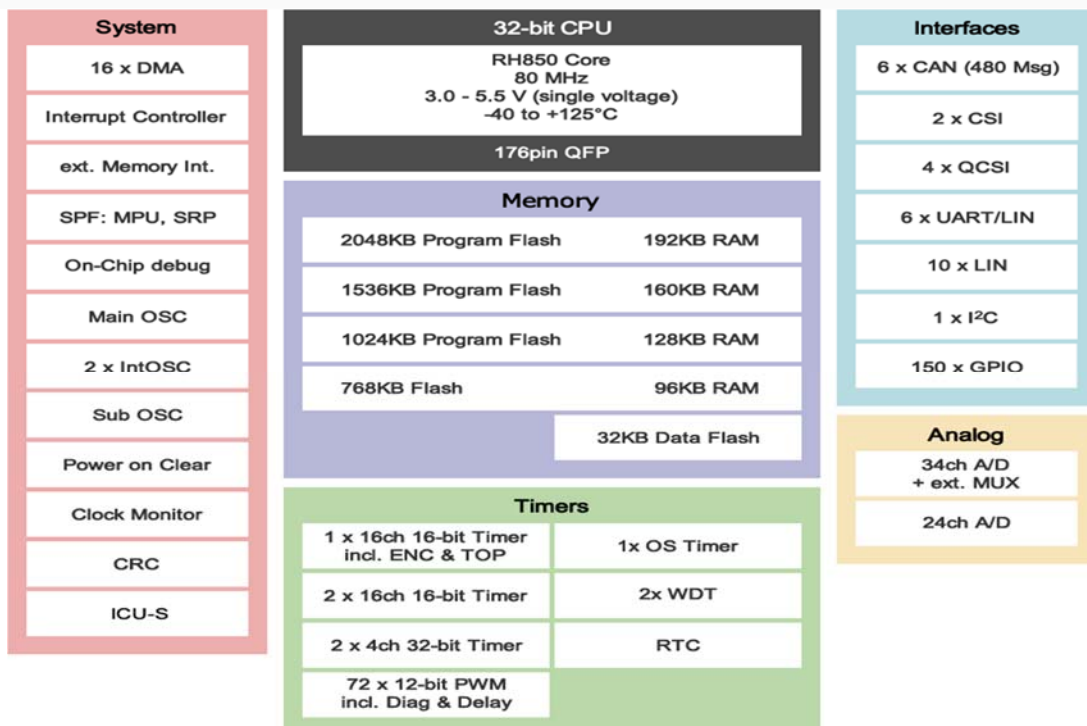 System
16 x DMA
Interrupt Controller
ext. Memory Int.
SPF: MPU, SRP
On-Chip debug
Main OSC
2 x IntOSC
Sub OSC
Power on Clear
Clock Monitor
CRC
ICU-S
32-bit CPU
RH850 Core
80 MHz
3.0 - 5.5 V (single voltage)
-40 to +125°C
176pin QFP
Memory
2048KB Program Flash 192KB RAM
1536KB Program Flash 160KB RAM
1024KB Program Flash 128KB RAM
768KB Flash 96KB RAM
32KB Data Flash
Timers
1 x 16ch 16-bit Timer
incl. ENC & TOP
1x OS Timer
2 x 16ch 16-bit Timer
2x WDT
2 x 4ch 32-bit Timer
RTC
72 x 12-bit PWM
incl. Diag & Delay
Interfaces
6 x CAN (480 Msg)
2 x CSI
4 x QCSI
6 x UART/LIN
10 x LIN
1 x I²C
150 x GPIO
Analog
34ch A/D
+ ext. MUX
24ch A/D